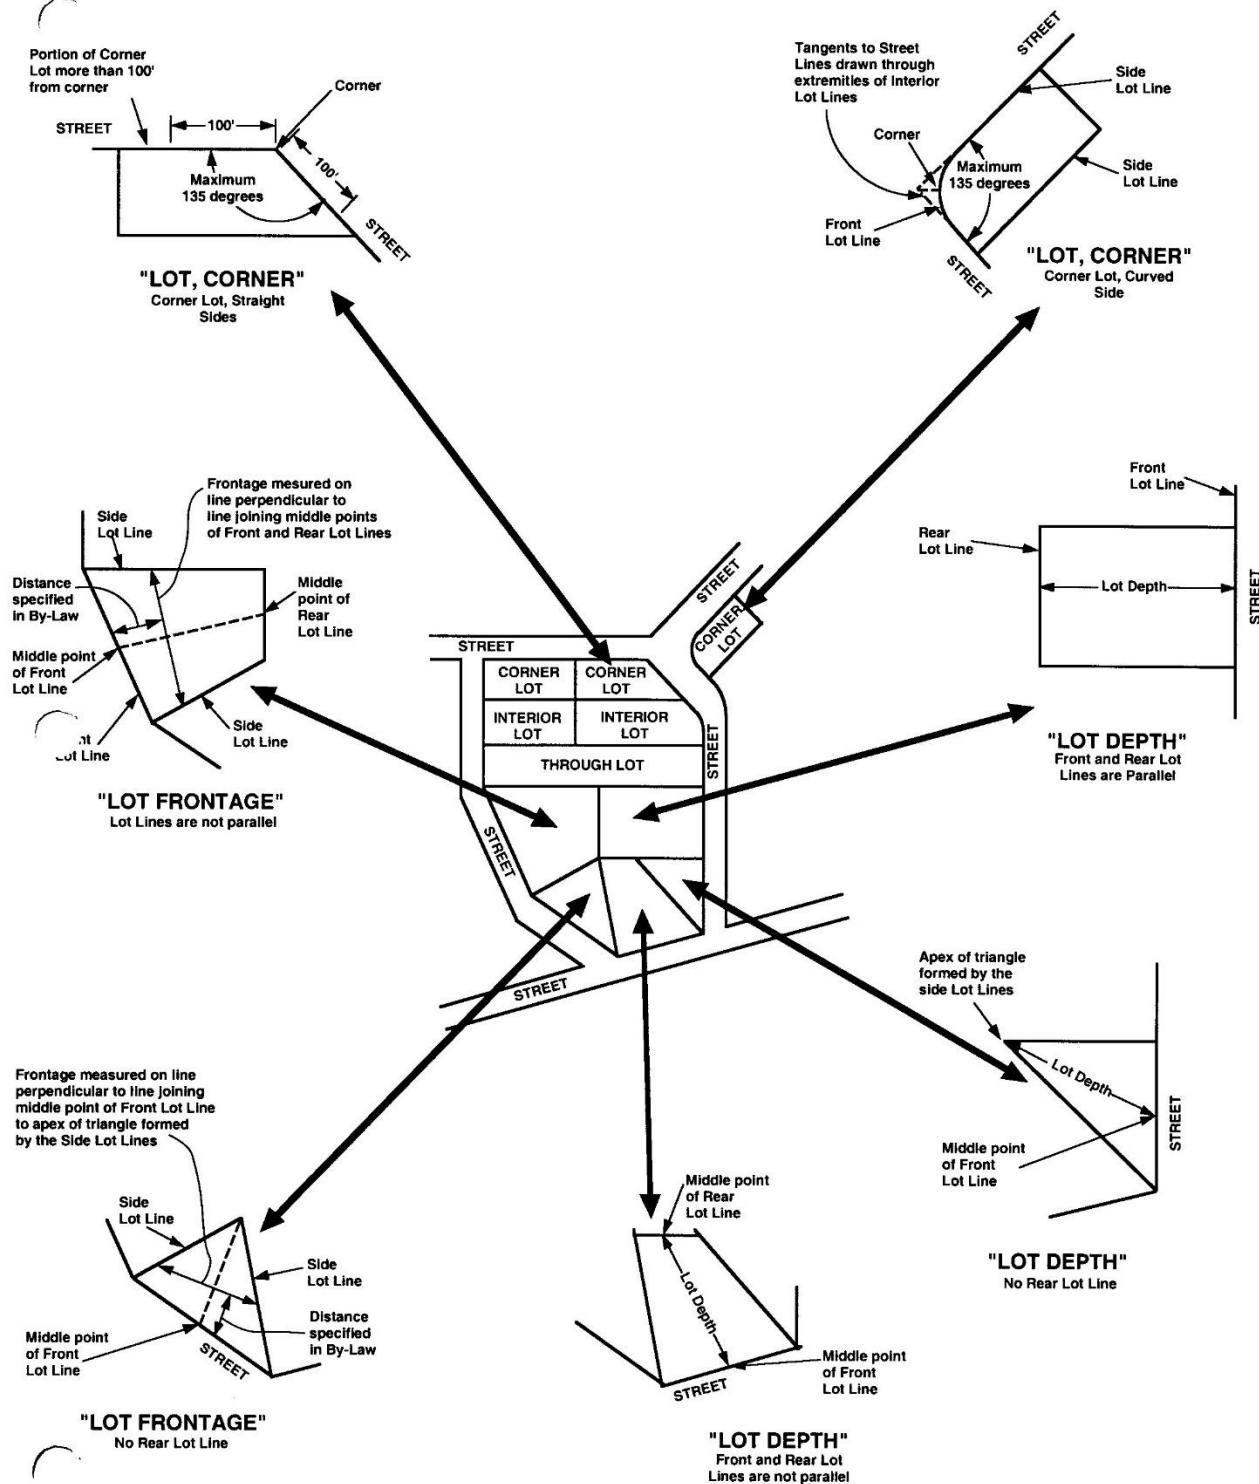 Portion of Corner
Lot more than 100'
from corner
Corner
STREET
100'
100'
Maximum
135 degrees
STREET
"LOT, CORNER"
Corner Lot, Straight
Sides
Tangents to Street
Lines drawn through
extremities of Interior
Lot Lines
STREET
Side
Lot Line
Corner
Maximum
135 degrees
Side
Lot Line
Front
Lot Line
STREET
"LOT, CORNER"
Corner Lot, Curved
Side
Frontage mesured on
line perpendicular to
line joining middle points
of Front and Rear Lot Lines
Side
Lot Line
Distance
specified
in By-Law
Middle
point of
Rear
Lot Line
Middle point
of Front
Lot Line
Side
Lot Line
Lot Line
"LOT FRONTAGE"
Lot Lines are not parallel
STREET
STREET
CORNER
LOT
CORNER
LOT
CORNER
LOT
INTERIOR
LOT
INTERIOR
LOT
THROUGH LOT
STREET
STREET
STREET
Front
Lot Line
Rear
Lot Line
Lot Depth
STREET
"LOT DEPTH"
Front and Rear Lot
Lines are Parallel
Apex of triangle
formed by the
side Lot Lines
Lot Depth
STREET
Middle point
of Front
Lot Line
"LOT DEPTH"
No Rear Lot Line
Frontage measured on line
perpendicular to line joining
middle point of Front Lot Line
to apex of triangle formed
by the Side Lot Lines
Side
Lot Line
Side
Lot Line
Distance
specified
in By-Law
Middle point
of Front
Lot Line
STREET
"LOT FRONTAGE"
No Rear Lot Line
Middle point
of Rear
Lot Line
Lot Depth
Middle point
of Front
Lot Line
STREET
"LOT DEPTH"
Front and Rear Lot
Lines are not parallel